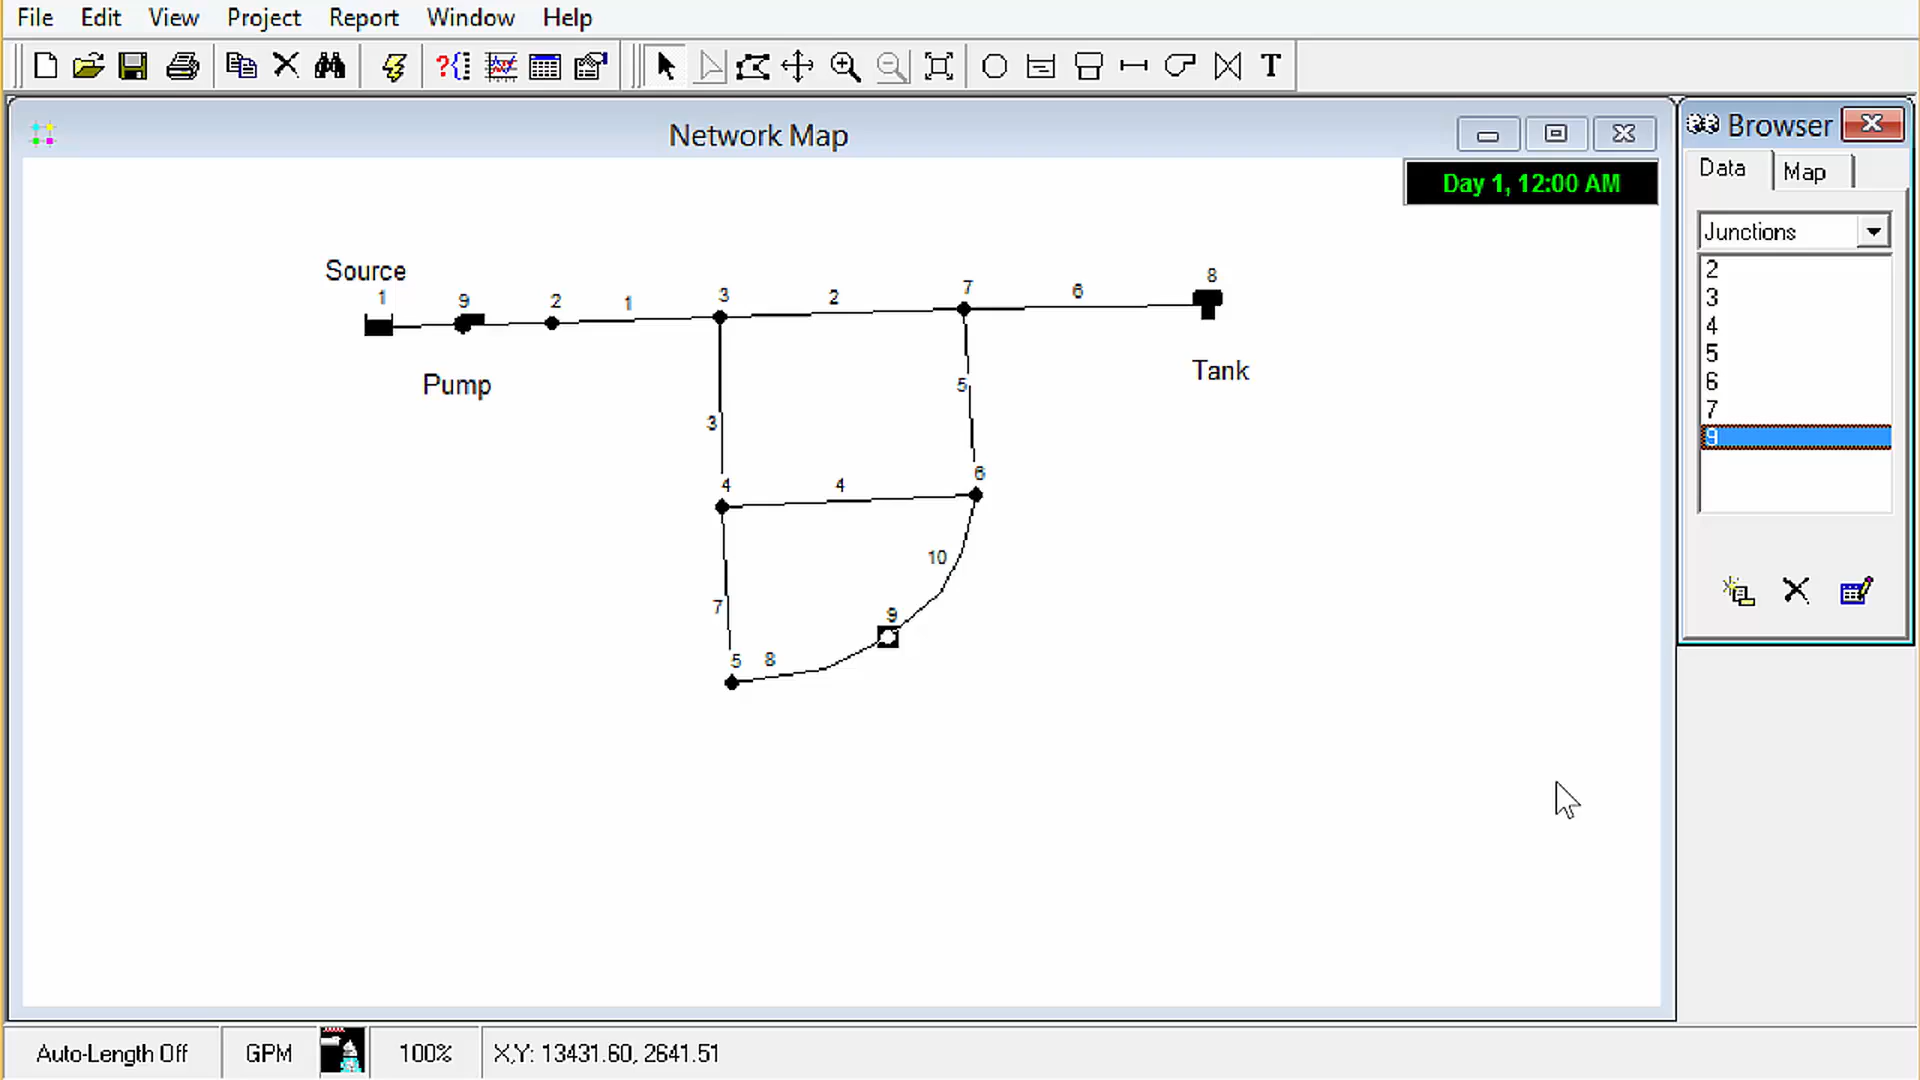 File Edit View Project Report Window Help
T
Network Map
Browser
Day 1, 12:00 AM
Data Map
Junctions
2
3
4
5
6
7
9
Source
1 9 2 1 3 2 7 6 8
Pump
Tank
5
3
6
4 4
10
9
7
5 8
Auto-Length Off GPM 100% X,Y: 13431.60, 2641.51